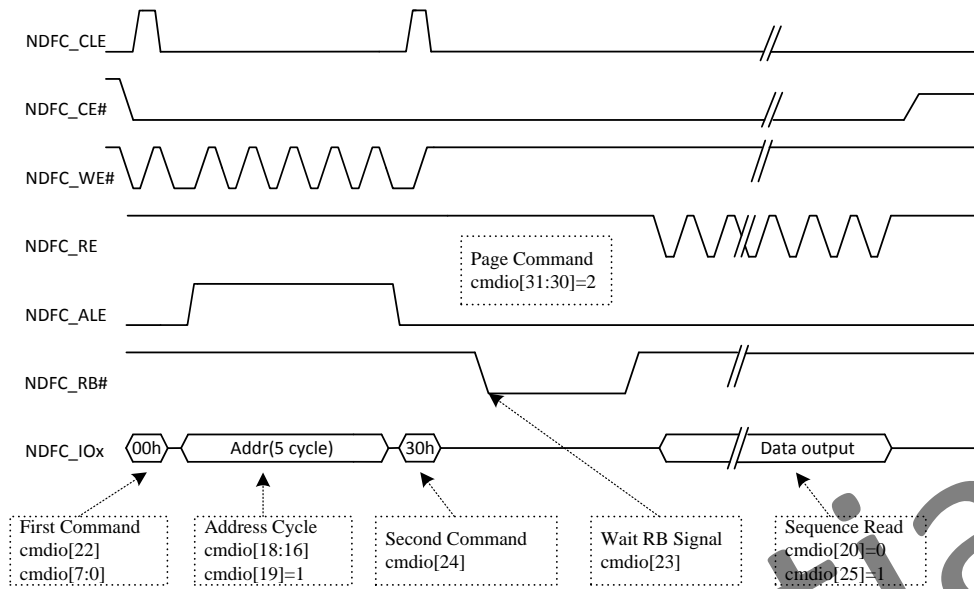 NDFC_CLE
NDFC_CE#
NDFC_WE#
NDFC_RE
Page Command
cmdio[31:30]=2
NDFC_ALE
NDFC_RB#
NDFC_IOx
00h
Addr(5 cycle)
30h
Data output
First Command
cmdio[22]
cmdio[7:0]
Address Cycle
cmdio[18:16]
cmdio[19]=1
Second Command
cmdio[24]
Wait RB Signal
cmdio[23]
Sequence Read
cmdio[20]=0
cmdio[25]=1